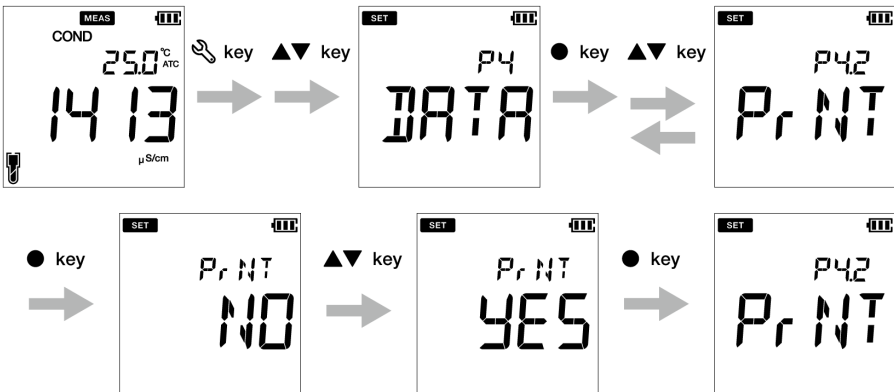 MEAS
COND
25.0 °C
ATC
1413
µS/cm
key
▲▼ key
SET
P4
DATA
● key
▲▼ key
SET
P4.2
PrNT
● key
SET
PrNT
NO
▲▼ key
SET
PrNT
YES
● key
SET
P4.2
PrNT